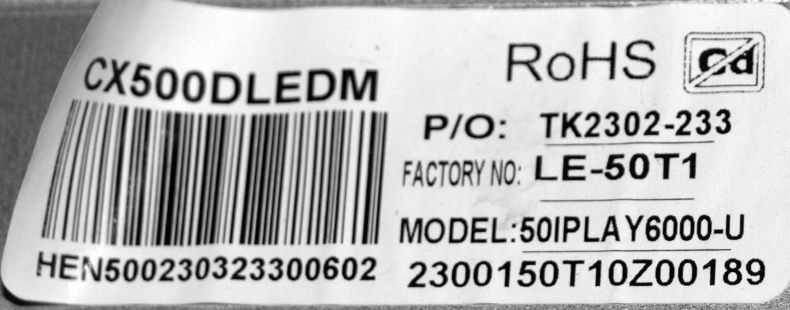 CX500DLEDM
HEN500230323300602
RoHS Cd
P/O: TK2302-233
FACTORY NO: LE-50T1
MODEL:50IPLAY6000-U
2300150T10Z00189